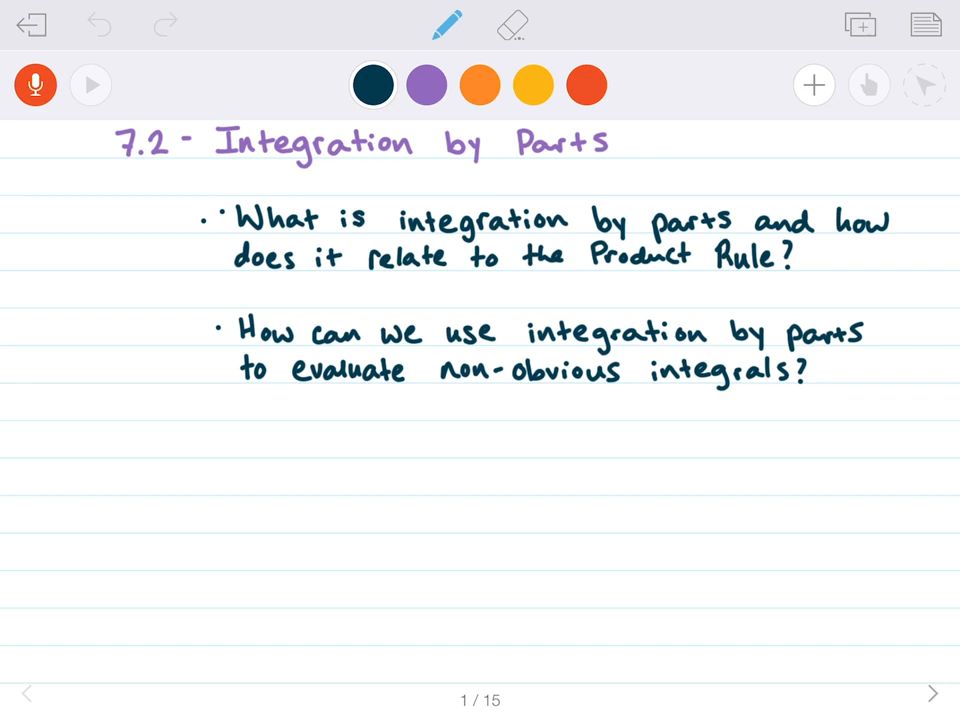 7.2 - Integration by Parts
· · What is integration by parts and how
does it relate to the Product Rule?
· How can we use integration by parts
to evaluate non-obvious integrals?
1 / 15